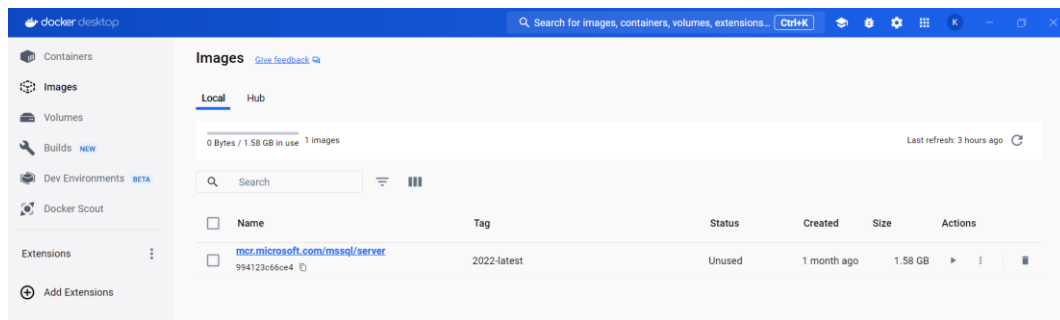 docker desktop
Search for images, containers, volumes, extensions... Ctrl+K
K
Containers
Images
Volumes
Builds NEW
Dev Environments BETA
Docker Scout
Extensions
Add Extensions
Images Give feedback
Local Hub
0 Bytes / 1.58 GB in use 1 images
Last refresh: 3 hours ago
Search
Name Tag Status Created Size Actions
mcr.microsoft.com/mssql/server
994123c66ce4
2022-latest Unused 1 month ago 1.58 GB